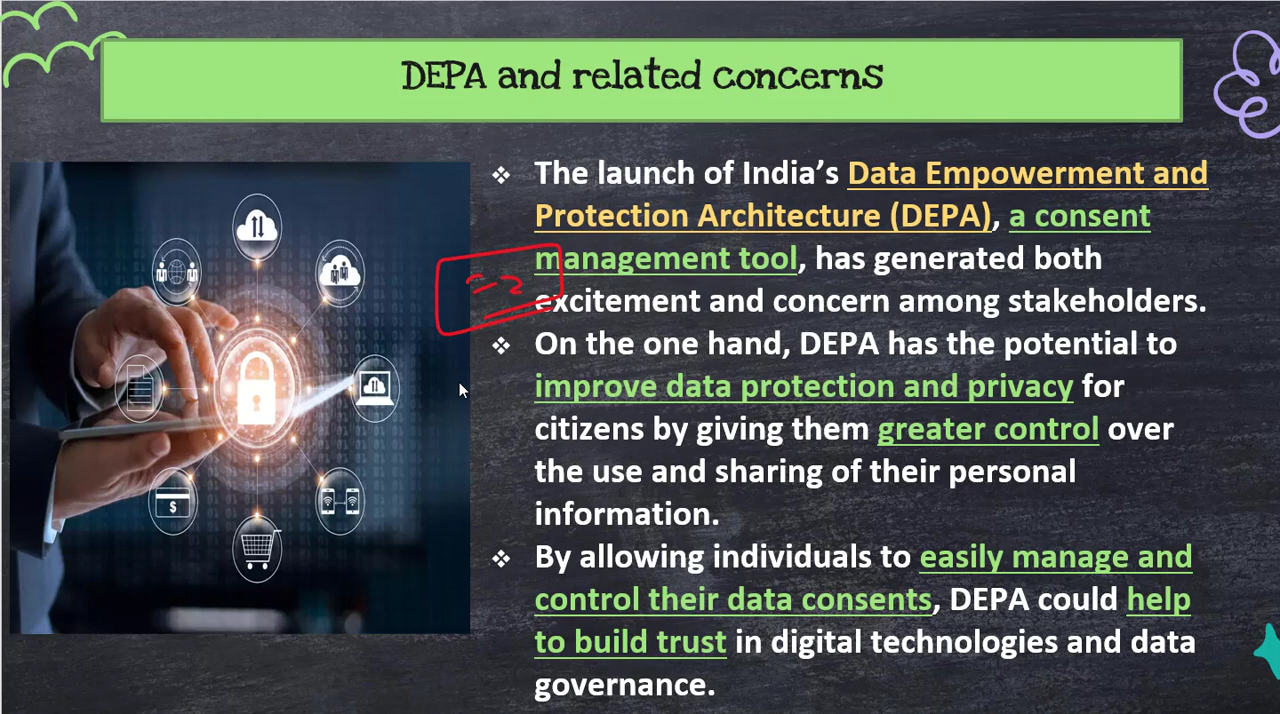 DEPA and related concerns
❖ The launch of India’s Data Empowerment and
Protection Architecture (DEPA), a consent
management tool, has generated both
excitement and concern among stakeholders.
❖ On the one hand, DEPA has the potential to
improve data protection and privacy for
citizens by giving them greater control over
the use and sharing of their personal
information.
❖ By allowing individuals to easily manage and
control their data consents, DEPA could help
to build trust in digital technologies and data
governance.
$